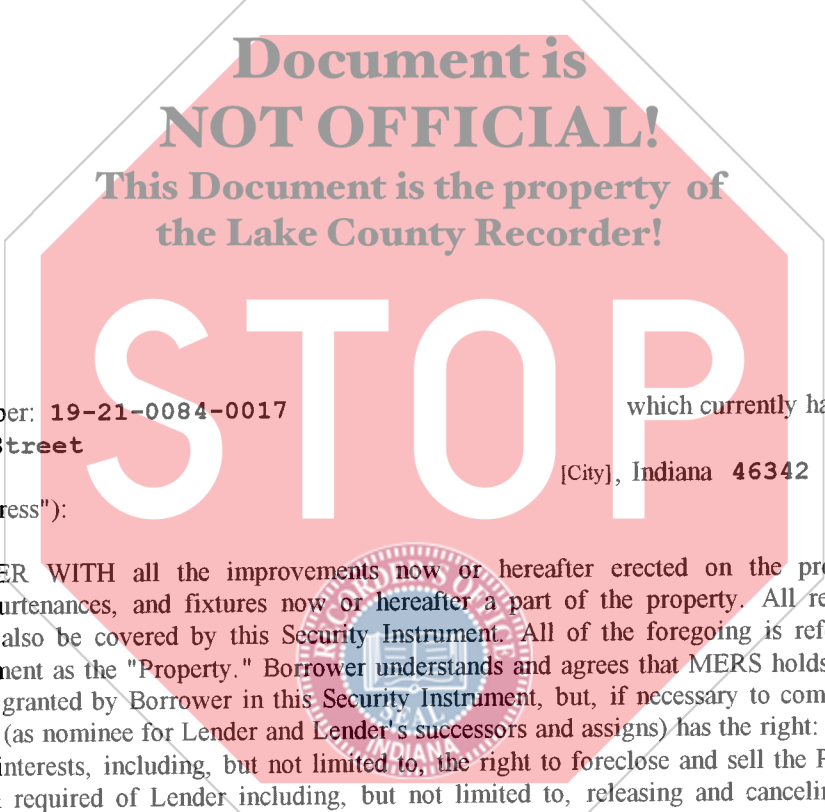 Document is
NOT OFFICIAL!
This Document is the property of
the Lake County Recorder!
STOP
ber: 19-21-0084-0017 which currently ha
Street
[City], Indiana 46342
ress"):
ER WITH all the improvements now or hereafter erected on the pro
urtenances, and fixtures now or hereafter a part of the property. All re
also be covered by this Security Instrument. All of the foregoing is ref
ment as the "Property." Borrower understands and agrees that MERS holds
granted by Borrower in this Security Instrument, but, if necessary to com
(as nominee for Lender and Lender's successors and assigns) has the right:
interests, including, but not limited to, the right to foreclose and sell the P
required of Lender including, but not limited to, releasing and cancelin
RECORDER'S OFFICE
SEAL
INDIANA